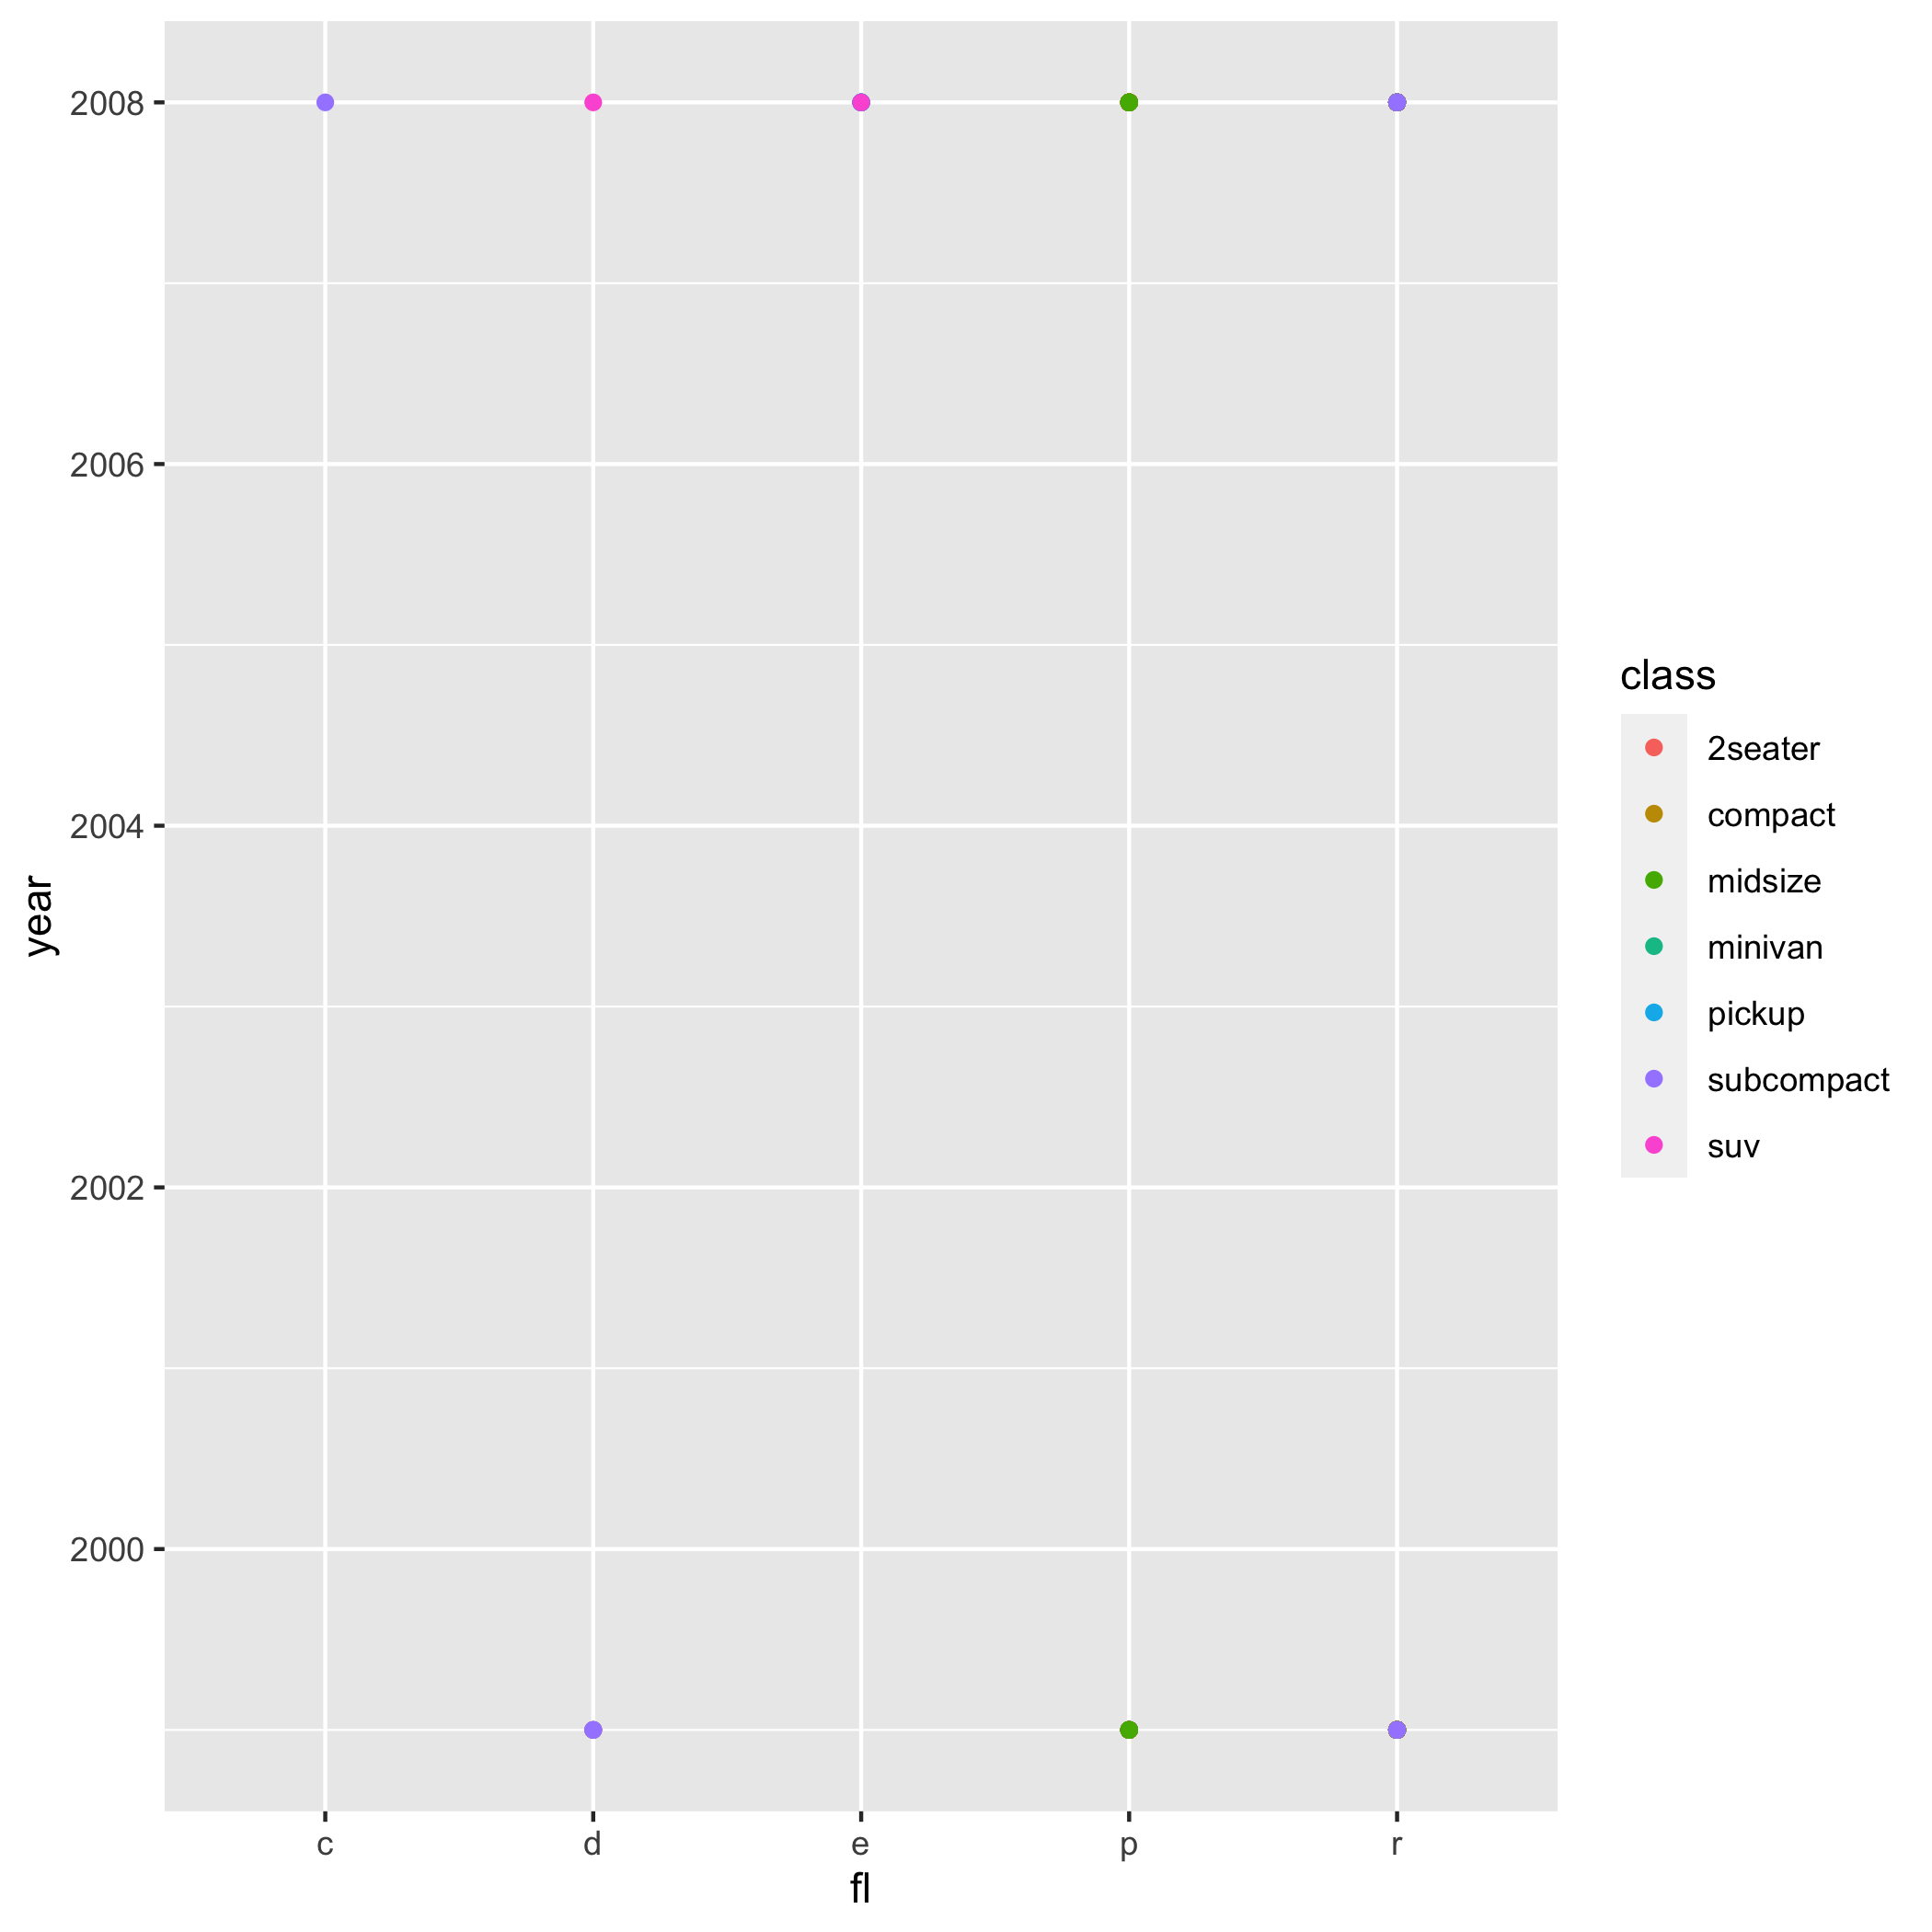 2008
2006
2004
2002
2000
year
c d e p r
fl
class
2seater
compact
midsize
minivan
pickup
subcompact
suv